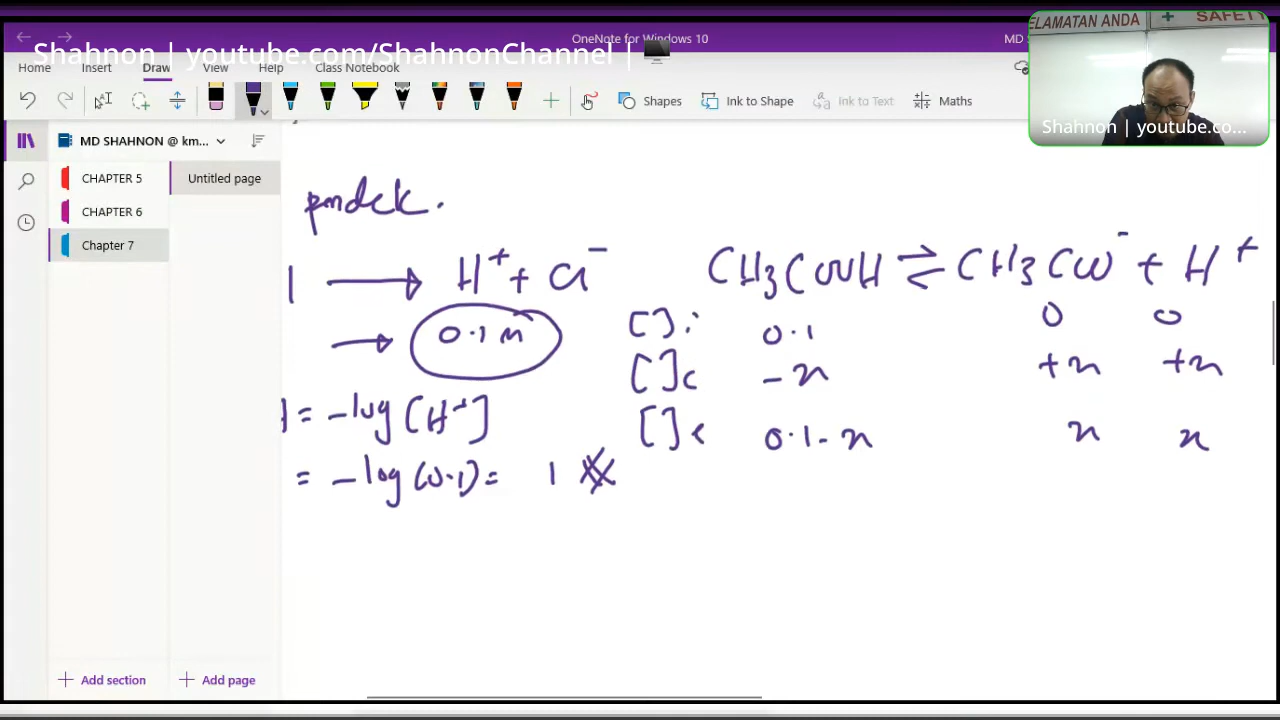 OneNote for Windows 10
MD
Shahnon | youtube.com/ShahnonChannel |
ELAMATAN ANDA + SAFETY
Shahnon | youtube.co...
Home Insert Draw View Help Class Notebook
Shapes Ink to Shape Ink to Text Maths
MD SHAHNON @ km...
CHAPTER 5
CHAPTER 6
Chapter 7
Untitled page
pendek.
l → H⁺ + Cl⁻
→ 0.1 M
H = -log [H⁺]
= -log (0.1) = 1
CH3COOH ⇌ CH3COO⁻ + H⁺
[ ]i 0.1 0 0
[ ]c -x +x +x
[ ]e 0.1-x x x
+ Add section
+ Add page